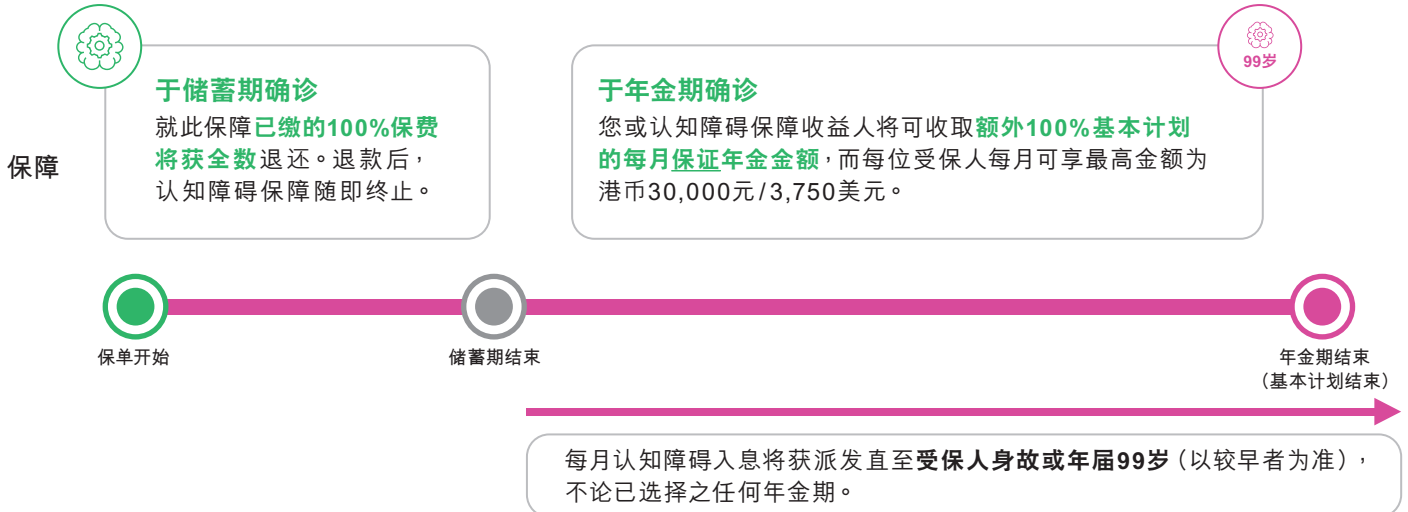 保障
于储蓄期确诊
就此保障已缴的100%保费
将获全数退还。退款后，
认知障碍保障随即终止。
99岁
于年金期确诊
您或认知障碍保障收益人将可收取额外100%基本计划
的每月保证年金金额，而每位受保人每月可享最高金额为
港币30,000元/3,750美元。
保单开始
储蓄期结束
年金期结束
（基本计划结束）
每月认知障碍入息将获派发直至受保人身故或年届99岁（以较早者为准），
不论已选择之任何年金期。